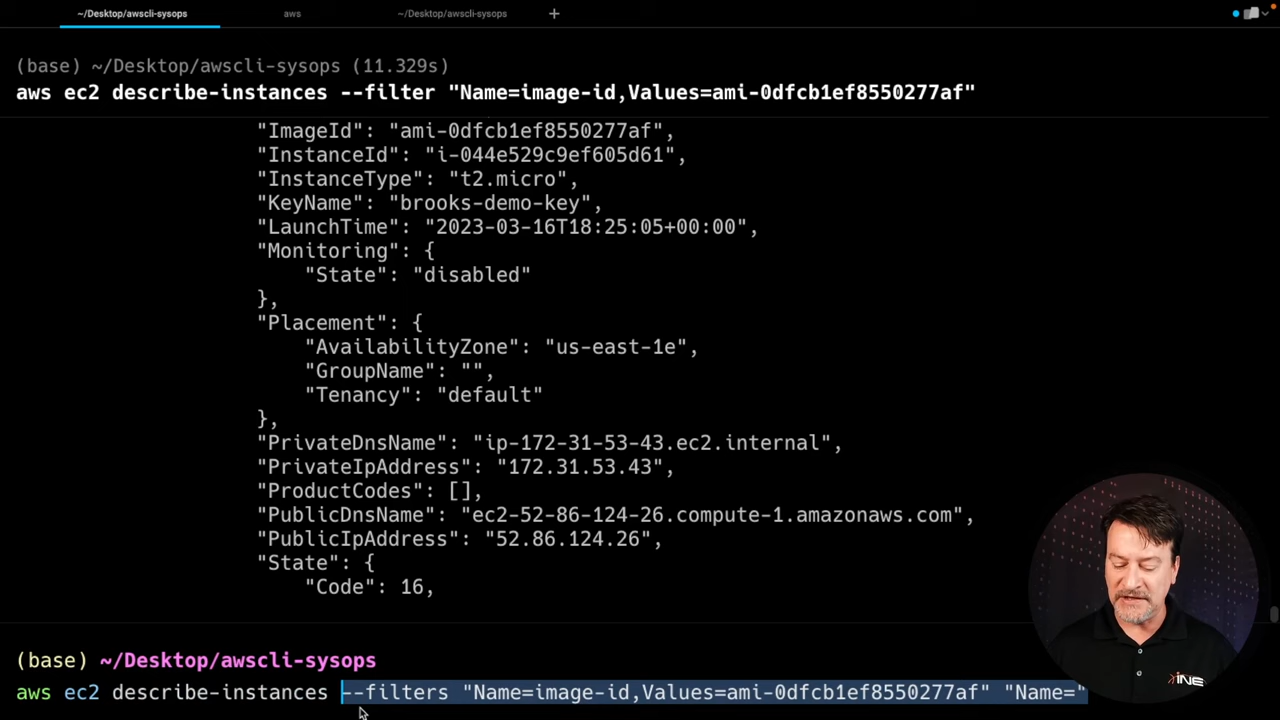 ~/Desktop/awscli-sysops aws ~/Desktop/awscli-sysops +
(base) ~/Desktop/awscli-sysops (11.329s)
aws ec2 describe-instances --filter "Name=image-id,Values=ami-0dfcb1ef8550277af"
"ImageId": "ami-0dfcb1ef8550277af",
"InstanceId": "i-044e529c9ef605d61",
"InstanceType": "t2.micro",
"KeyName": "brooks-demo-key",
"LaunchTime": "2023-03-16T18:25:05+00:00",
"Monitoring": {
"State": "disabled"
},
"Placement": {
"AvailabilityZone": "us-east-1e",
"GroupName": "",
"Tenancy": "default"
},
"PrivateDnsName": "ip-172-31-53-43.ec2.internal",
"PrivateIpAddress": "172.31.53.43",
"ProductCodes": [],
"PublicDnsName": "ec2-52-86-124-26.compute-1.amazonaws.com",
"PublicIpAddress": "52.86.124.26",
"State": {
"Code": 16,
(base) ~/Desktop/awscli-sysops
aws ec2 describe-instances --filters "Name=image-id,Values=ami-0dfcb1ef8550277af" "Name="
INE